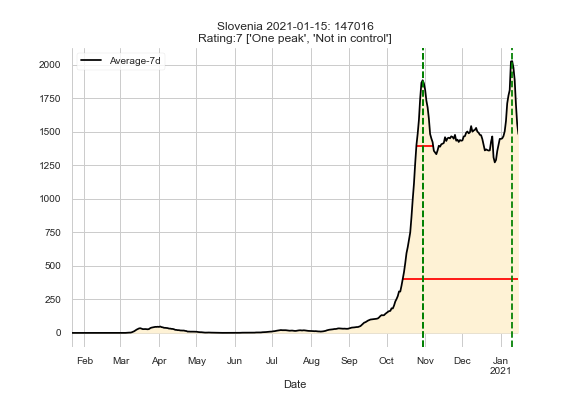 Slovenia 2021-01-15: 147016
Rating:7 ['One peak', 'Not in control']
Average-7d
2000
1750
1500
1250
1000
750
500
250
0
Feb Mar Apr May Jun Jul Aug Sep Oct Nov Dec Jan
2021
Date